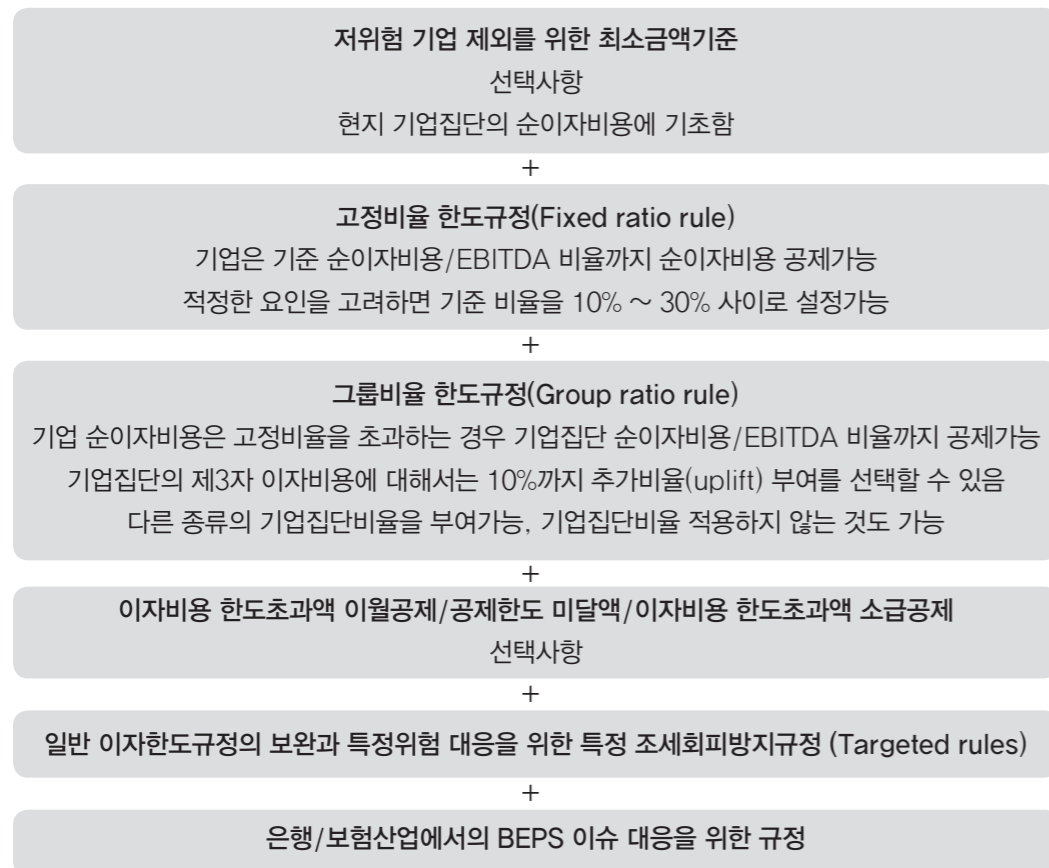 저위험 기업 제외를 위한 최소금액기준
선택사항
현지 기업집단의 순이자비용에 기초함
+
고정비율 한도규정(Fixed ratio rule)
기업은 기준 순이자비용/EBITDA 비율까지 순이자비용 공제가능
적정한 요인을 고려하면 기준 비율을 10% ~ 30% 사이로 설정가능
+
그룹비율 한도규정(Group ratio rule)
기업 순이자비용은 고정비율을 초과하는 경우 기업집단 순이자비용/EBITDA 비율까지 공제가능
기업집단의 제3자 이자비용에 대해서는 10%까지 추가비율(uplift) 부여를 선택할 수 있음
다른 종류의 기업집단비율을 부여가능, 기업집단비율 적용하지 않는 것도 가능
+
이자비용 한도초과액 이월공제/공제한도 미달액/이자비용 한도초과액 소급공제
선택사항
+
일반 이자한도규정의 보완과 특정위험 대응을 위한 특정 조세회피방지규정 (Targeted rules)
+
은행/보험산업에서의 BEPS 이슈 대응을 위한 규정